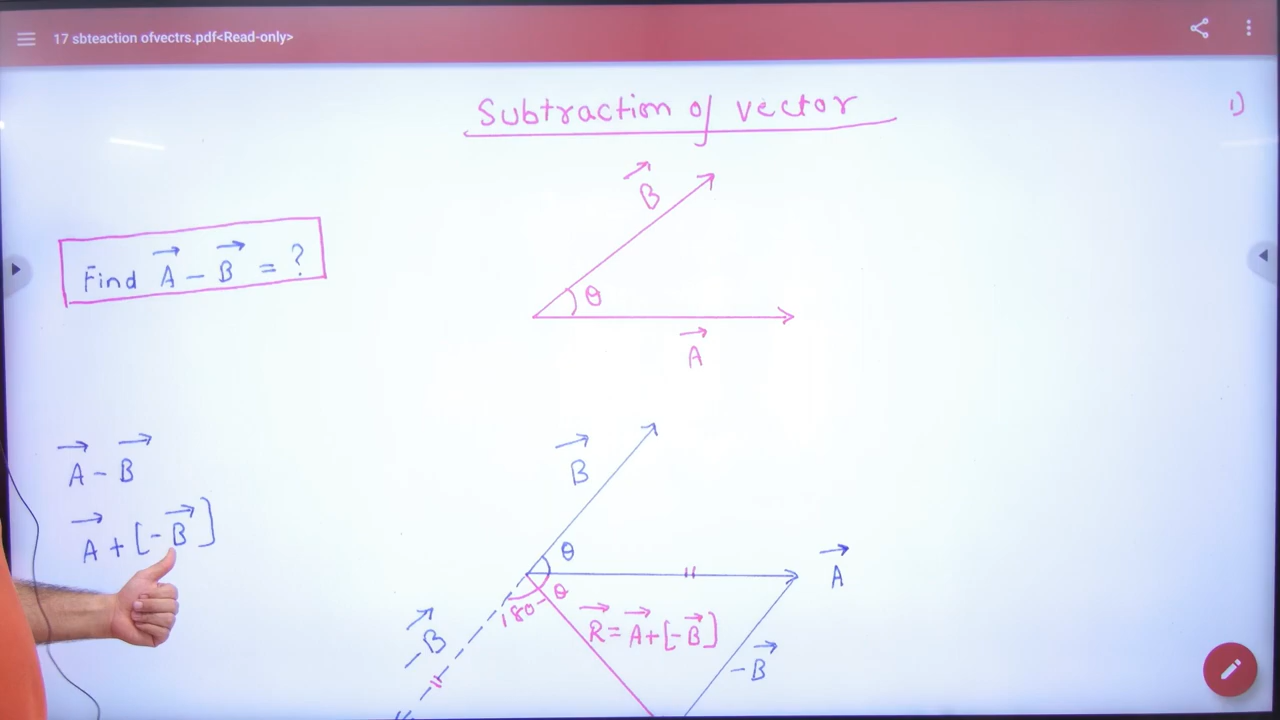 17 sbteaction ofvectrs.pdf<Read-only>
Subtraction of vector
1)
B⃗
θ
A⃗
Find A⃗ - B⃗ = ?
A⃗ - B⃗
A⃗ + [-B⃗]
B⃗
θ
A⃗
180-θ
-B⃗
R⃗ = A⃗ + [-B⃗]
-B⃗